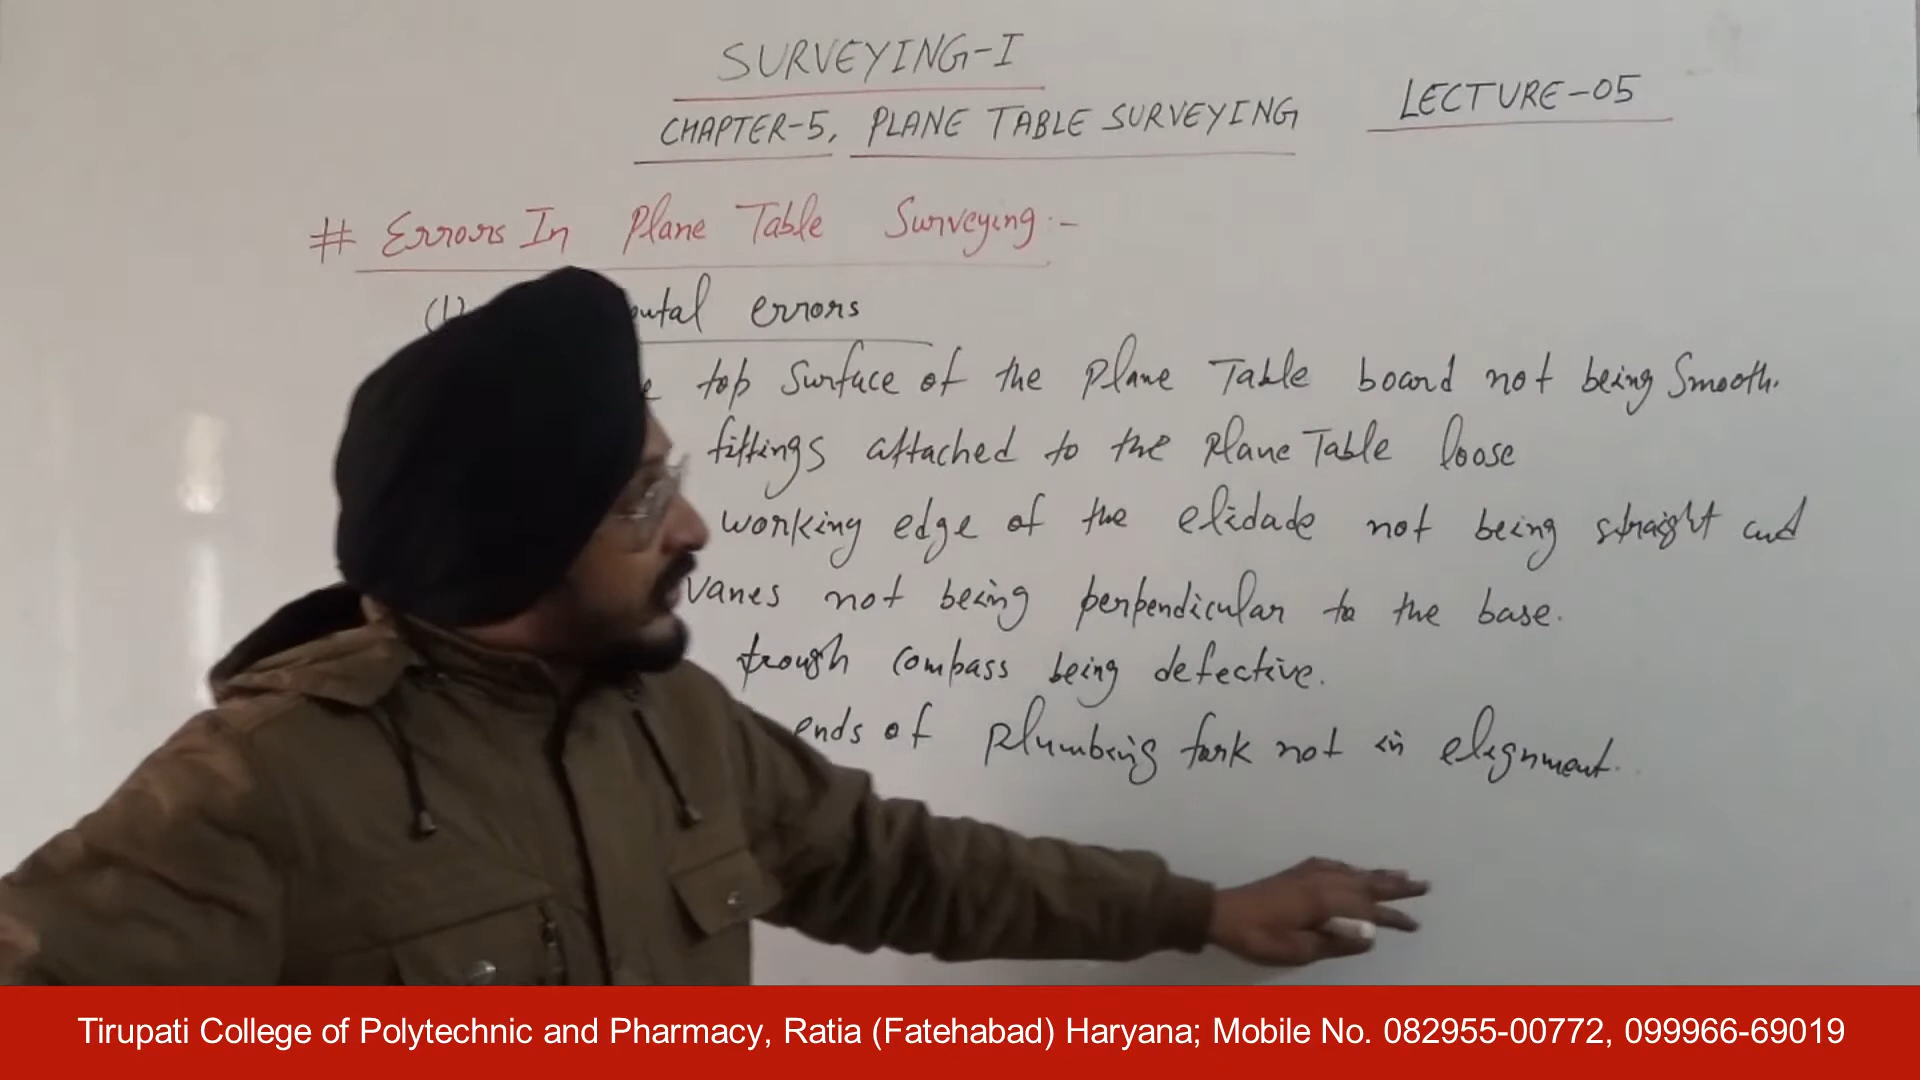 SURVEYING-I
CHAPTER-5, PLANE TABLE SURVEYING
LECTURE-05
# Errors In Plane Table Surveying:-
(1) errors
top surface of the plane Table board not being Smooth.
fittings attached to the plane Table loose
working edge of the elidade not being straight and
vanes not being perpendicular to the base.
trough compass being defective.
ends of plumbing fork not in elignment.
Tirupati College of Polytechnic and Pharmacy, Ratia (Fatehabad) Haryana; Mobile No. 082955-00772, 099966-69019